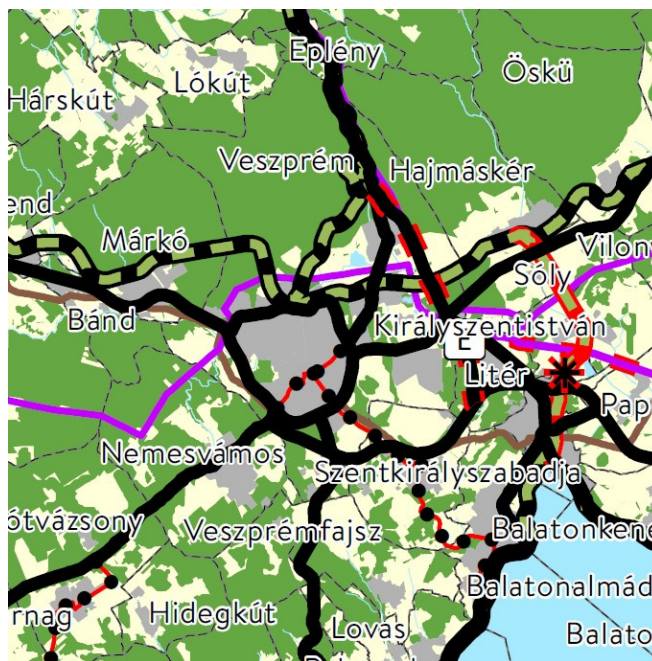 Eplény
Öskü
Lókút
Hárskút
Veszprém
Hajmáskér
end
Márkó
Vilony
Sóly
Bánd
Királyszentistván
E
Litér
Pap
Nemesvámos
Szentkirályszabadja
ótvázsony
Veszprémfajsz
Balatonkene
Balatonalmád
rnag
Hidegkút
Lovas
Balato